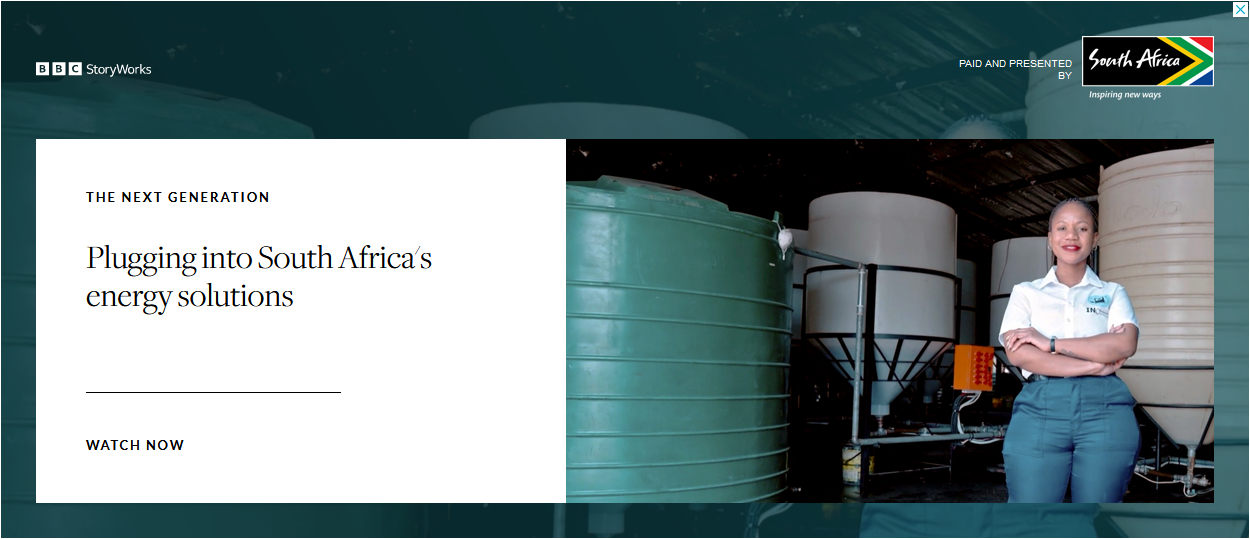 BBC StoryWorks
PAID AND PRESENTED
BY
South Africa
Inspiring new ways
THE NEXT GENERATION
Plugging into South Africa's
energy solutions
WATCH NOW